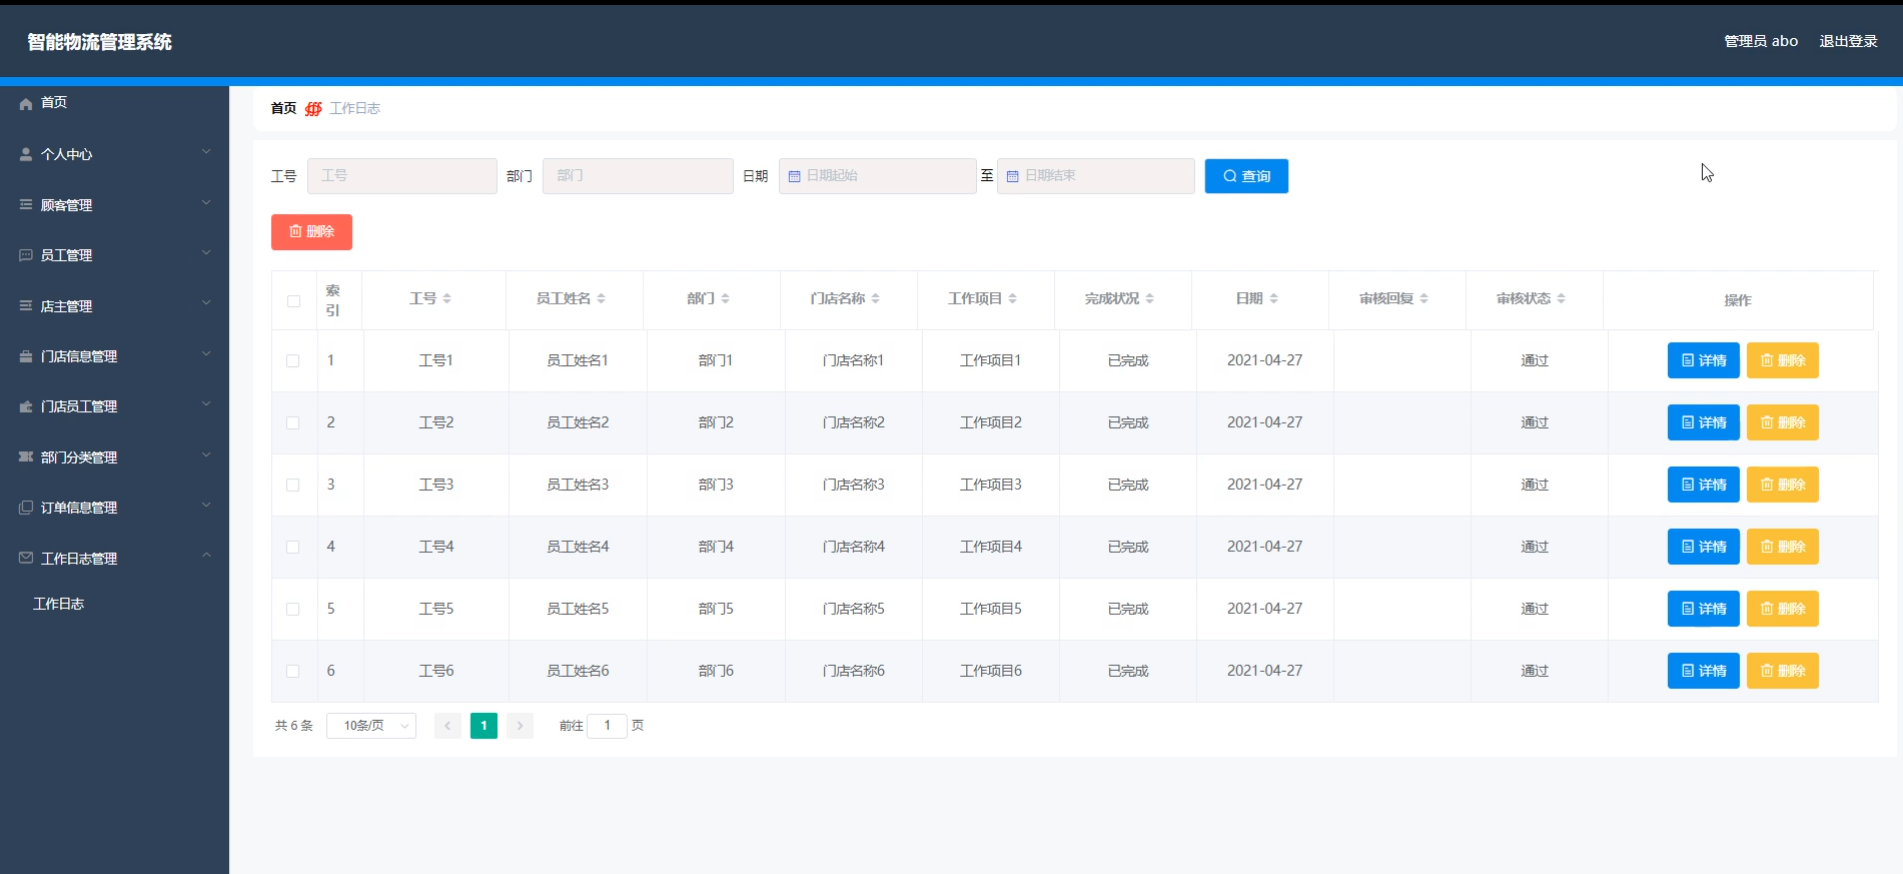 智能物流管理系统
管理员 abo 退出登录
首页
个人中心
顾客管理
员工管理
店主管理
门店信息管理
门店员工管理
部门分类管理
订单信息管理
工作日志管理
工作日志
首页 工作日志
工号 工号 部门 部门 日期 日期起始 至 日期结束 查询
删除
索引 工号 员工姓名 部门 门店名称 工作项目 完成状况 日期 审核回复 审核状态 操作
1 工号1 员工姓名1 部门1 门店名称1 工作项目1 已完成 2021-04-27 通过 详情 删除
2 工号2 员工姓名2 部门2 门店名称2 工作项目2 已完成 2021-04-27 通过 详情 删除
3 工号3 员工姓名3 部门3 门店名称3 工作项目3 已完成 2021-04-27 通过 详情 删除
4 工号4 员工姓名4 部门4 门店名称4 工作项目4 已完成 2021-04-27 通过 详情 删除
5 工号5 员工姓名5 部门5 门店名称5 工作项目5 已完成 2021-04-27 通过 详情 删除
6 工号6 员工姓名6 部门6 门店名称6 工作项目6 已完成 2021-04-27 通过 详情 删除
共 6 条 10条/页 1 前往 1 页